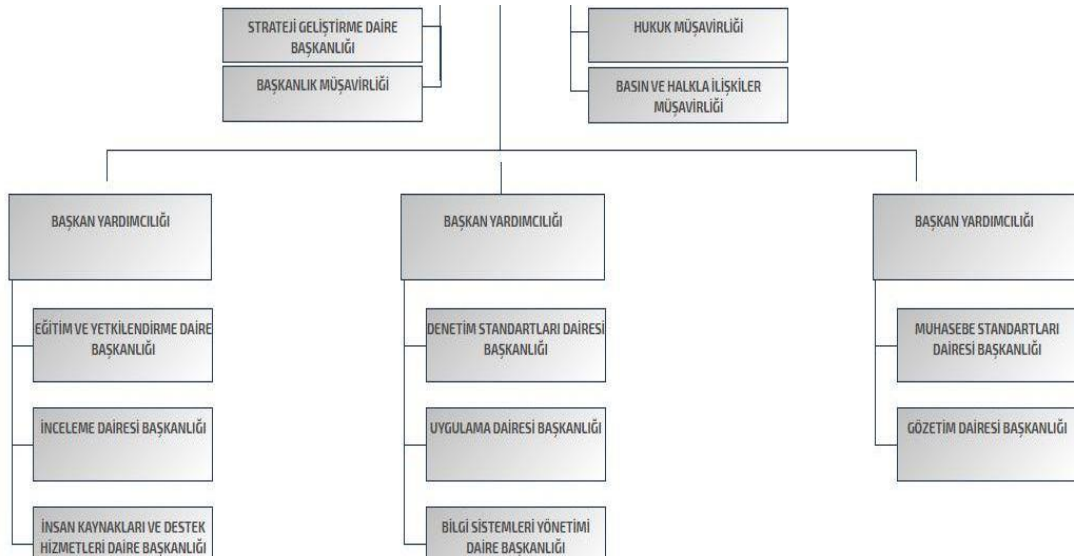 STRATEJİ GELİŞTİRME DAİRE
BAŞKANLIĞI
HUKUK MÜŞAVİRLİĞİ
BAŞKANLIK MÜŞAVİRLİĞİ
BASIN VE HALKLA İLİŞKİLER
MÜŞAVİRLİĞİ
BAŞKAN YARDIMCILIĞI
BAŞKAN YARDIMCILIĞI
BAŞKAN YARDIMCILIĞI
EĞİTİM VE YETKİLENDİRME DAİRE
BAŞKANLIĞI
DENETİM STANDARTLARI DAİRESİ
BAŞKANLIĞI
MUHASEBE STANDARTLARI
DAİRESİ BAŞKANLIĞI
İNCELEME DAİRESİ BAŞKANLIĞI
UYGULAMA DAİRESİ BAŞKANLIĞI
GÖZETİM DAİRESİ BAŞKANLIĞI
İNSAN KAYNAKLARI VE DESTEK
HİZMETLERİ DAİRE BAŞKANLIĞI
BİLGİ SİSTEMLERİ YÖNETİMİ
DAİRE BAŞKANLIĞI